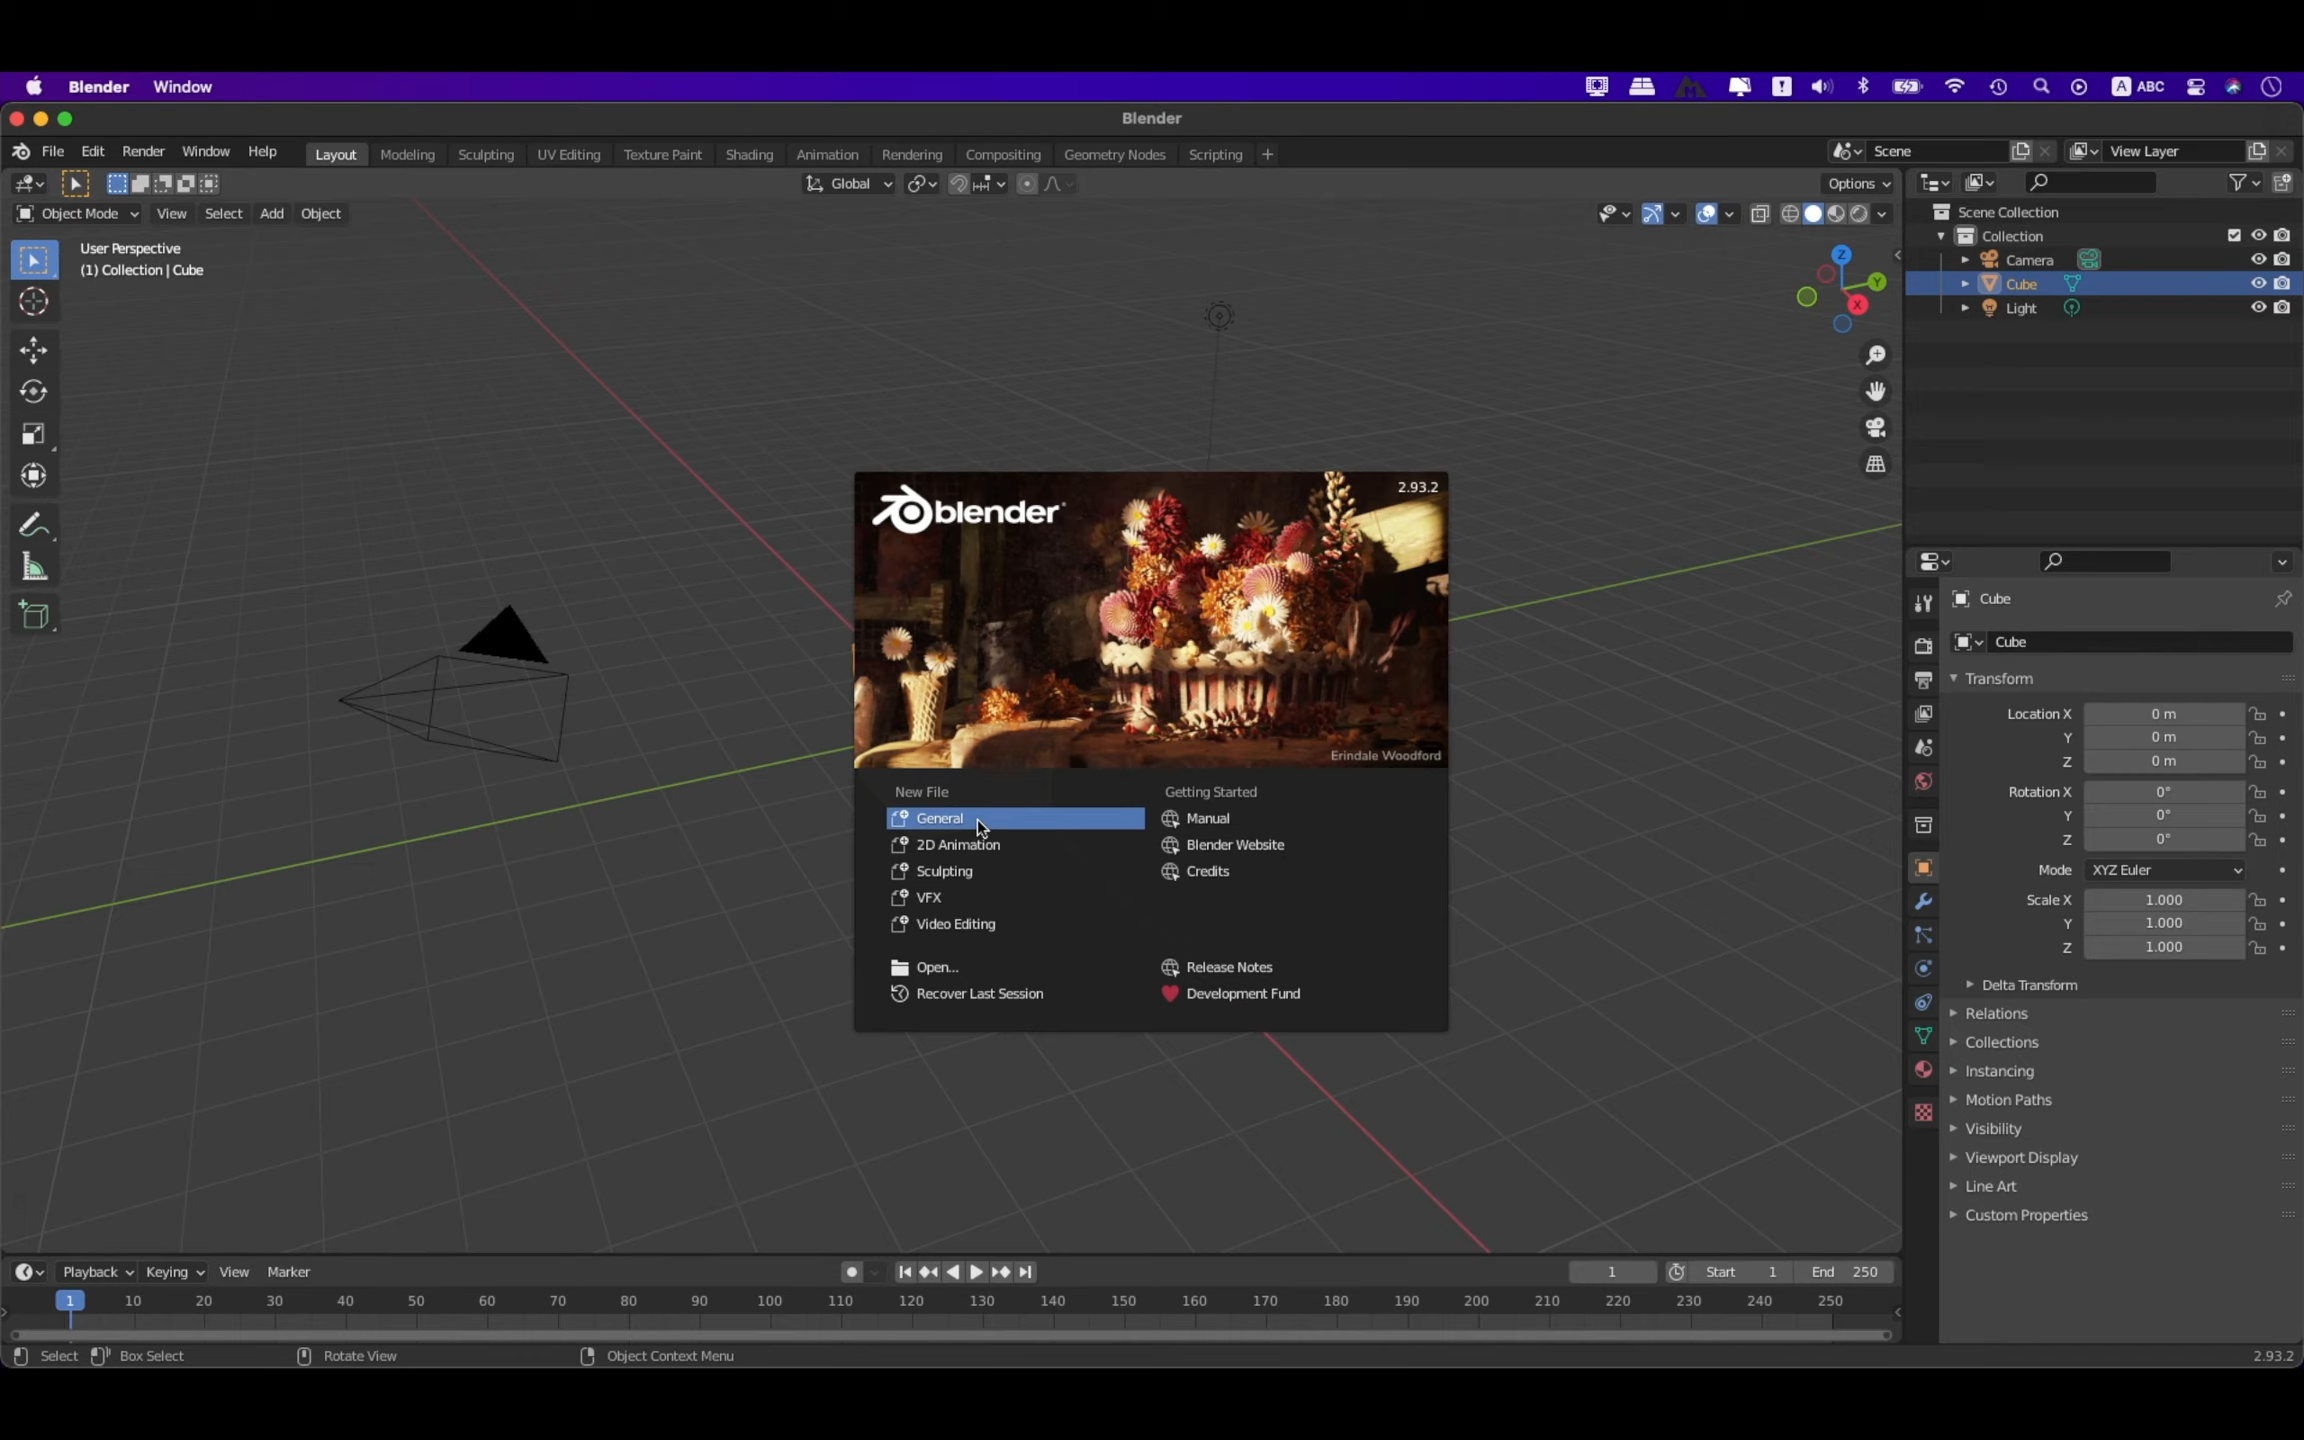 Blender Window
ABC
Blender
File Edit Render Window Help
Layout Modeling Sculpting UV Editing Texture Paint Shading Animation Rendering Compositing Geometry Nodes Scripting +
Scene
View Layer
Global
Options
Object Mode View Select Add Object
User Perspective
(1) Collection | Cube
Z
Y
X
Scene Collection
Collection
Camera
Cube
Light
blender
2.93.2
Erindale Woodford
New File
General
2D Animation
Sculpting
VFX
Video Editing
Open...
Recover Last Session
Getting Started
Manual
Blender Website
Credits
Release Notes
Development Fund
Cube
Cube
Transform
Location X 0 m
Y 0 m
Z 0 m
Rotation X 0°
Y 0°
Z 0°
Mode XYZ Euler
Scale X 1.000
Y 1.000
Z 1.000
Delta Transform
Relations
Collections
Instancing
Motion Paths
Visibility
Viewport Display
Line Art
Custom Properties
Playback Keying View Marker
1 Start 1 End 250
1 10 20 30 40 50 60 70 80 90 100 110 120 130 140 150 160 170 180 190 200 210 220 230 240 250
Select Box Select Rotate View Object Context Menu
2.93.2